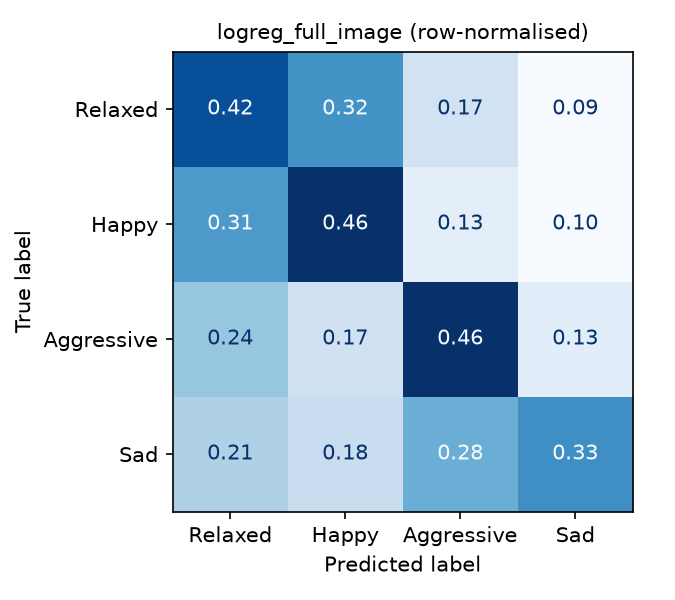 logreg_full_image (row-normalised)
True label
Relaxed 0.42 0.32 0.17 0.09
Happy 0.31 0.46 0.13 0.10
Aggressive 0.24 0.17 0.46 0.13
Sad 0.21 0.18 0.28 0.33
Relaxed Happy Aggressive Sad
Predicted label